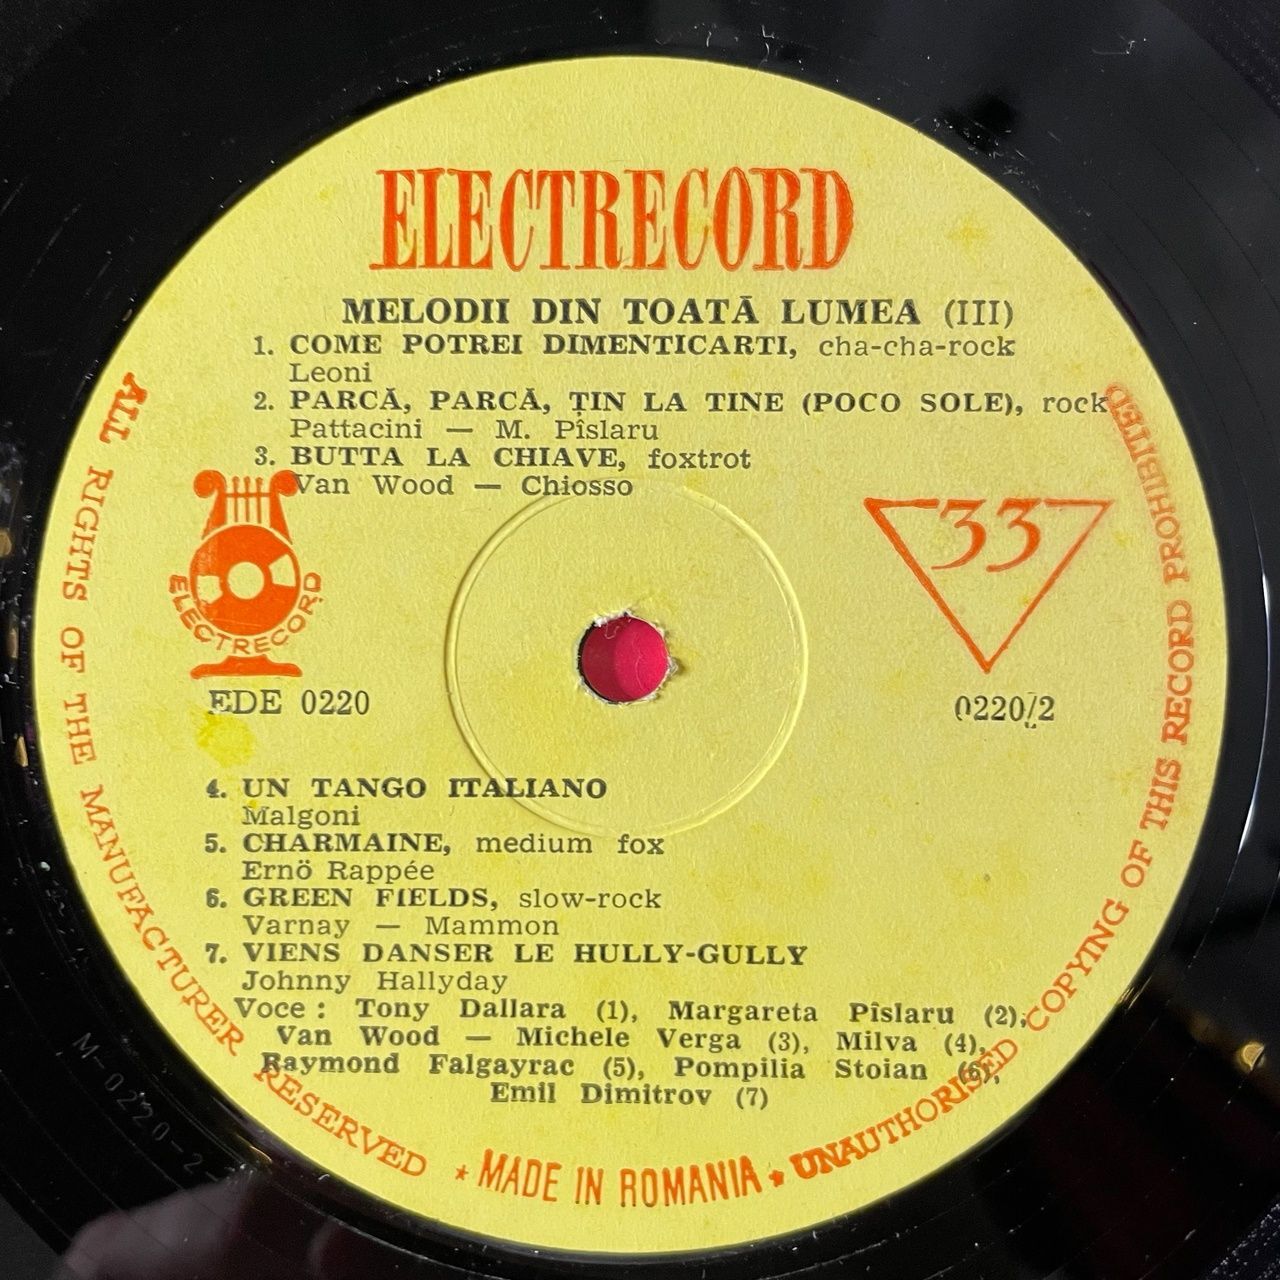 ELECTRECORD
MELODII DIN TOATĂ LUMEA (III)
1. COME POTREI DIMENTICARTI, cha-cha-rock
Leoni
2. PARCĂ, PARCĂ, ȚIN LA TINE (POCO SOLE), rock
Pattacini — M. Pîslaru
3. BUTTA LA CHIAVE, foxtrot
Van Wood — Chiosso
33
ELECTRECORD
EDE 0220
0220/2
4. UN TANGO ITALIANO
Malgoni
5. CHARMAINE, medium fox
Ernö Rappée
6. GREEN FIELDS, slow-rock
Varnay — Mammon
7. VIENS DANSER LE HULLY-GULLY
Johnny Hallyday
Voce : Tony Dallara (1), Margareta Pîslaru (2),
Van Wood — Michele Verga (3), Milva (4),
Raymond Falgayrac (5), Pompilia Stoian (6),
Emil Dimitrov (7)
ALL RIGHTS OF THE MANUFACTURER RESERVED * MADE IN ROMANIA * UNAUTHORISED COPYING OF THIS RECORD PROHIBITED
M-0220-2